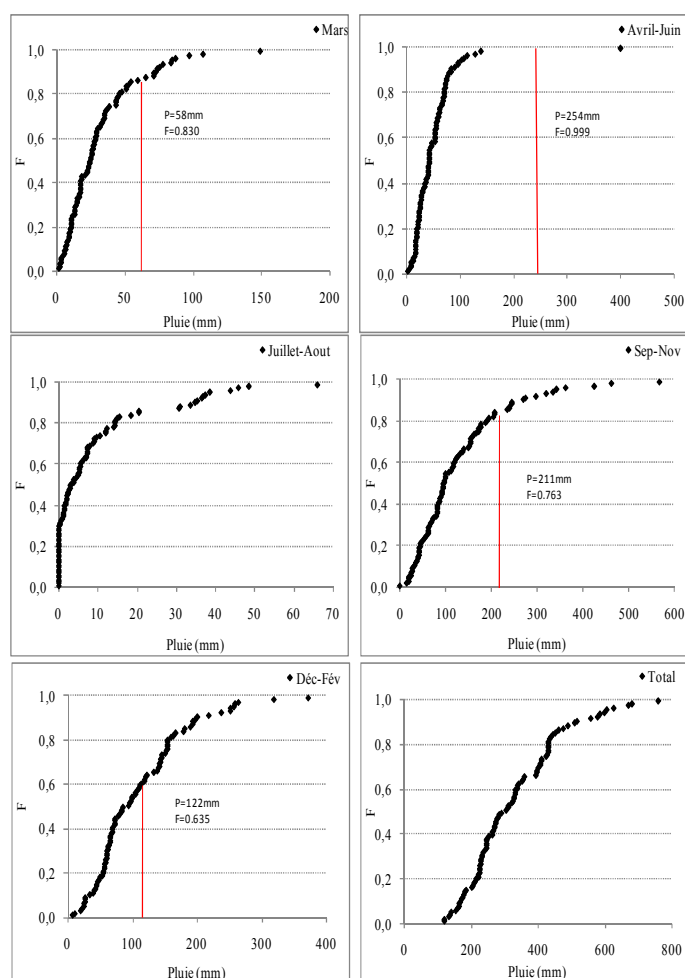 Mars
1,0
0,8
0,6
0,4
0,2
0,0
F
P=58mm
F=0.830
0 50 100 150 200
Pluie (mm)
Avril-Juin
1,0
0,8
0,6
0,4
0,2
0,0
F
P=254mm
F=0.999
0 100 200 300 400 500
Pluie (mm)
Juillet-Aout
1,0
0,8
0,6
0,4
0,2
0,0
F
0 10 20 30 40 50 60 70
Pluie (mm)
Sep-Nov
1,0
0,8
0,6
0,4
0,2
0,0
F
P=211mm
F=0.763
0 100 200 300 400 500 600
Pluie (mm)
Déc-Fév
1,0
0,8
0,6
0,4
0,2
0,0
F
P=122mm
F=0.635
0 100 200 300 400
Pluie (mm)
Total
1,0
0,8
0,6
0,4
0,2
0,0
F
0 200 400 600 800
Pluie (mm)